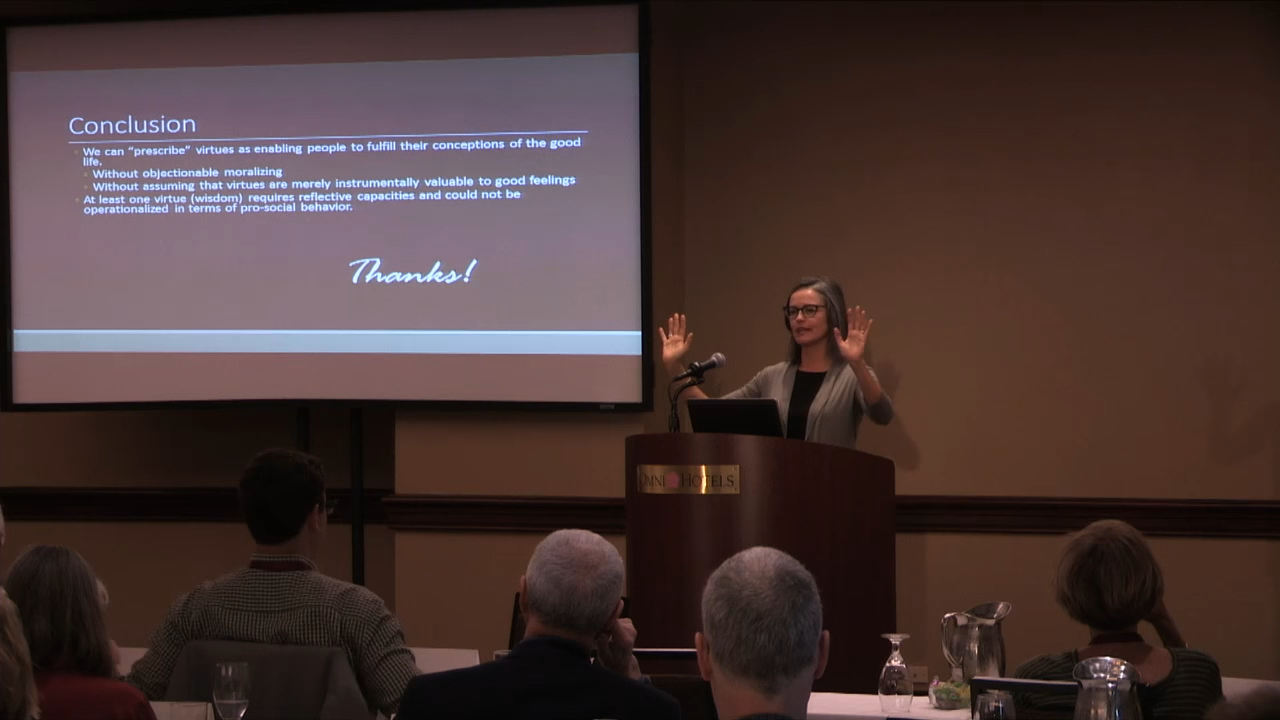 Conclusion
We can “prescribe” virtues as enabling people to fulfill their conceptions of the good
life.
Without objectionable moralizing
Without assuming that virtues are merely instrumentally valuable to good feelings
At least one virtue (wisdom) requires reflective capacities and could not be
operationalized in terms of pro-social behavior.
Thanks!
OMNI HOTELS